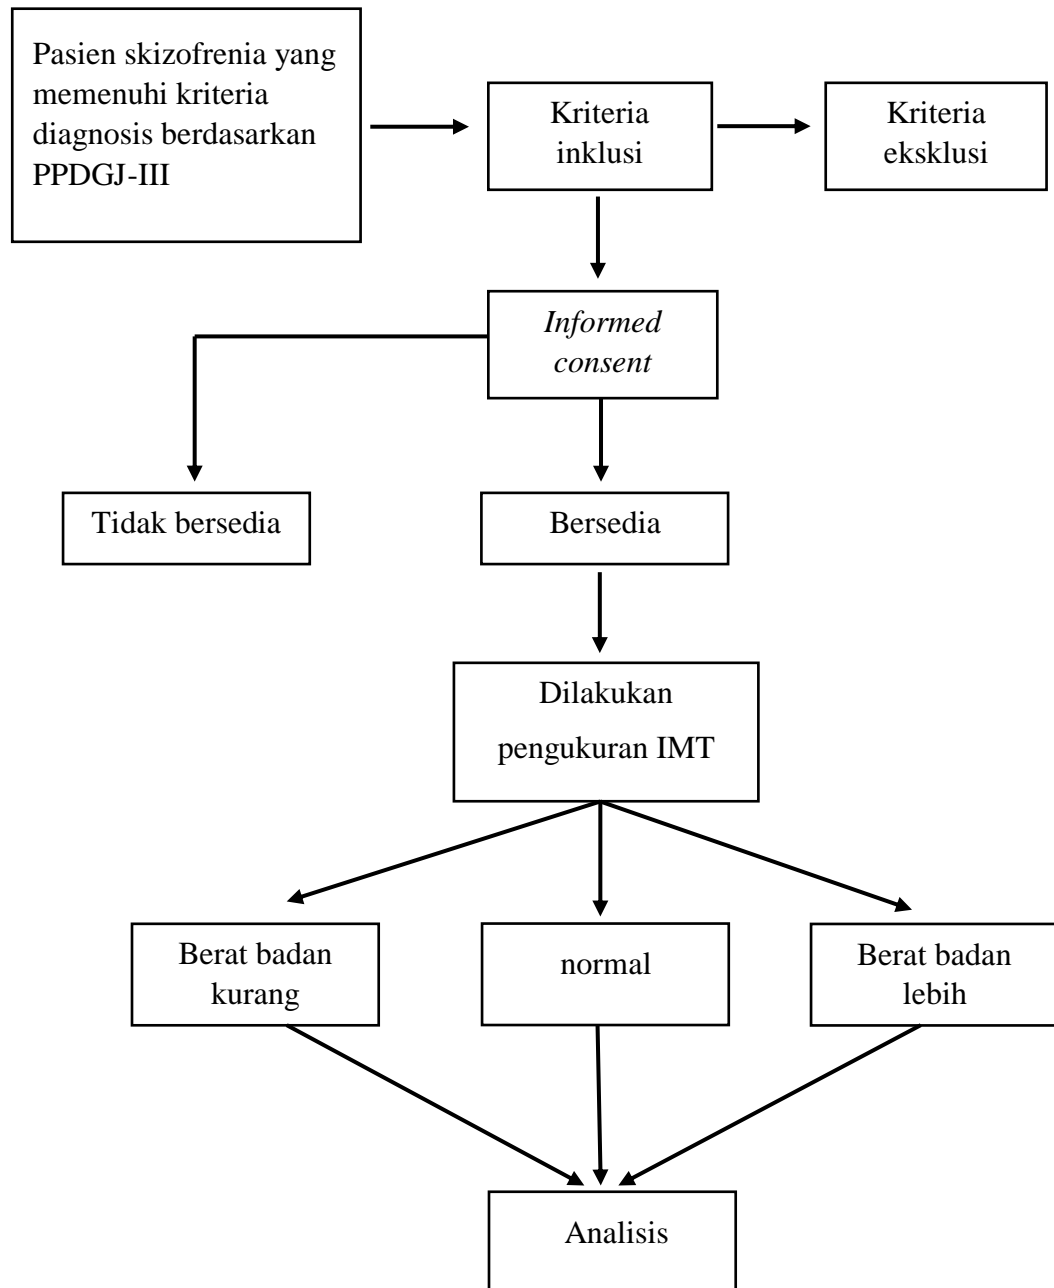 Pasien skizofrenia yang
memenuhi kriteria
diagnosis berdasarkan
PPDGJ-III
Kriteria
inklusi
Kriteria
eksklusi
Informed
consent
Tidak bersedia
Bersedia
Dilakukan
pengukuran IMT
Berat badan
kurang
normal
Berat badan
lebih
Analisis